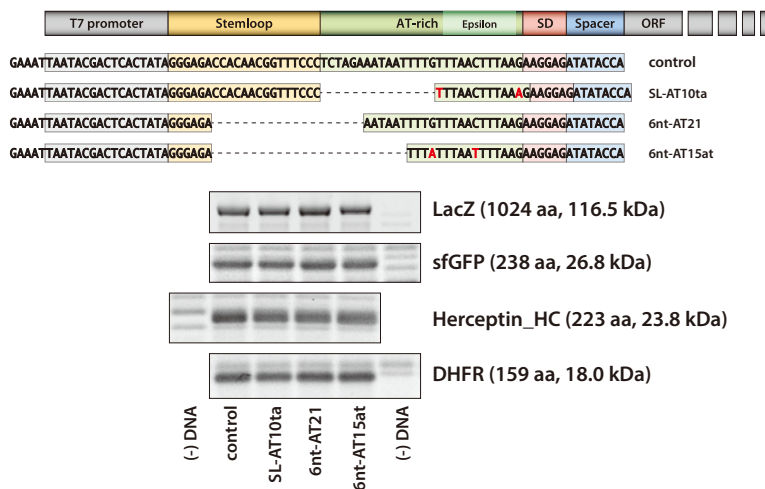 T7 promoter Stemloop AT-rich Epsilon SD Spacer ORF
GAAATTAATACGACTCACTATAGGGAGACCACAACGGTTTCCCTCTAGAAATAATTTTGTTTAACTTTAAGAAGGAGATATACCA control
GAAATTAATACGACTCACTATAGGGAGACCACAACGGTTTCCC----------------TTTAACTTTAAAGAAGGAGATATACCA SL-AT10ta
GAAATTAATACGACTCACTATAGGGAGA---------------------AATAATTTTGTTTAACTTTAAGAAGGAGATATACCA 6nt-AT21
GAAATTAATACGACTCACTATAGGGAGA---------------------------TTTATTTAATTTTAAGAAGGAGATATACCA 6nt-AT15at
LacZ (1024 aa, 116.5 kDa)
sfGFP (238 aa, 26.8 kDa)
Herceptin_HC (223 aa, 23.8 kDa)
DHFR (159 aa, 18.0 kDa)
(-) DNA
control
SL-AT10ta
6nt-AT21
6nt-AT15at
(-) DNA